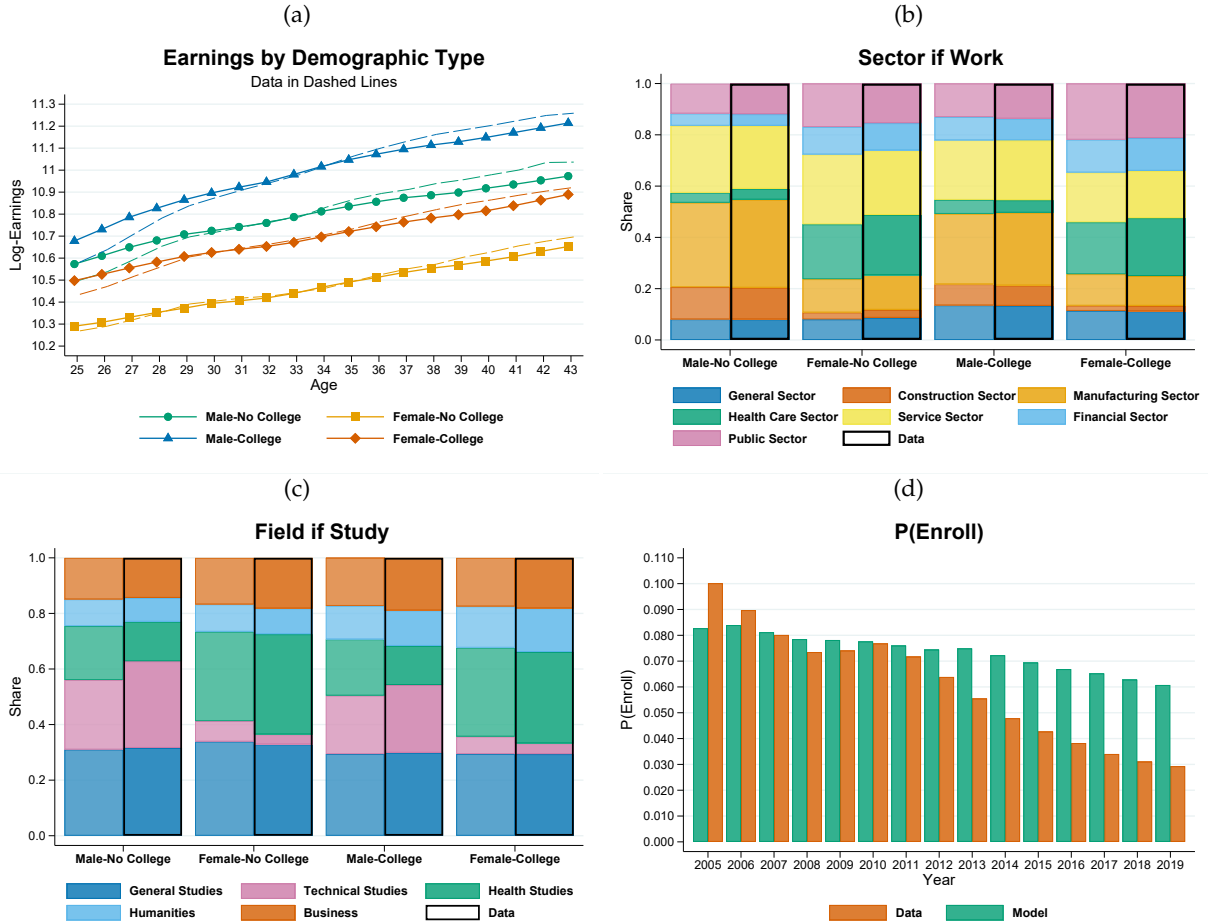 (a)
Earnings by Demographic Type
Data in Dashed Lines
Log-Earnings
11.3
11.2
11.1
11
10.9
10.8
10.7
10.6
10.5
10.4
10.3
10.2
25 26 27 28 29 30 31 32 33 34 35 36 37 38 39 40 41 42 43
Age
Male-No College Female-No College
Male-College Female-College
(b)
Sector if Work
Share
1.0
0.8
0.6
0.4
0.2
0.0
Male-No College Female-No College Male-College Female-College
General Sector Construction Sector Manufacturing Sector
Health Care Sector Service Sector Financial Sector
Public Sector Data
(c)
Field if Study
Share
1.0
0.8
0.6
0.4
0.2
0.0
Male-No College Female-No College Male-College Female-College
General Studies Technical Studies Health Studies
Humanities Business Data
(d)
P(Enroll)
P(Enroll)
0.110
0.100
0.090
0.080
0.070
0.060
0.050
0.040
0.030
0.020
0.010
0.000
2005 2006 2007 2008 2009 2010 2011 2012 2013 2014 2015 2016 2017 2018 2019
Year
Data Model